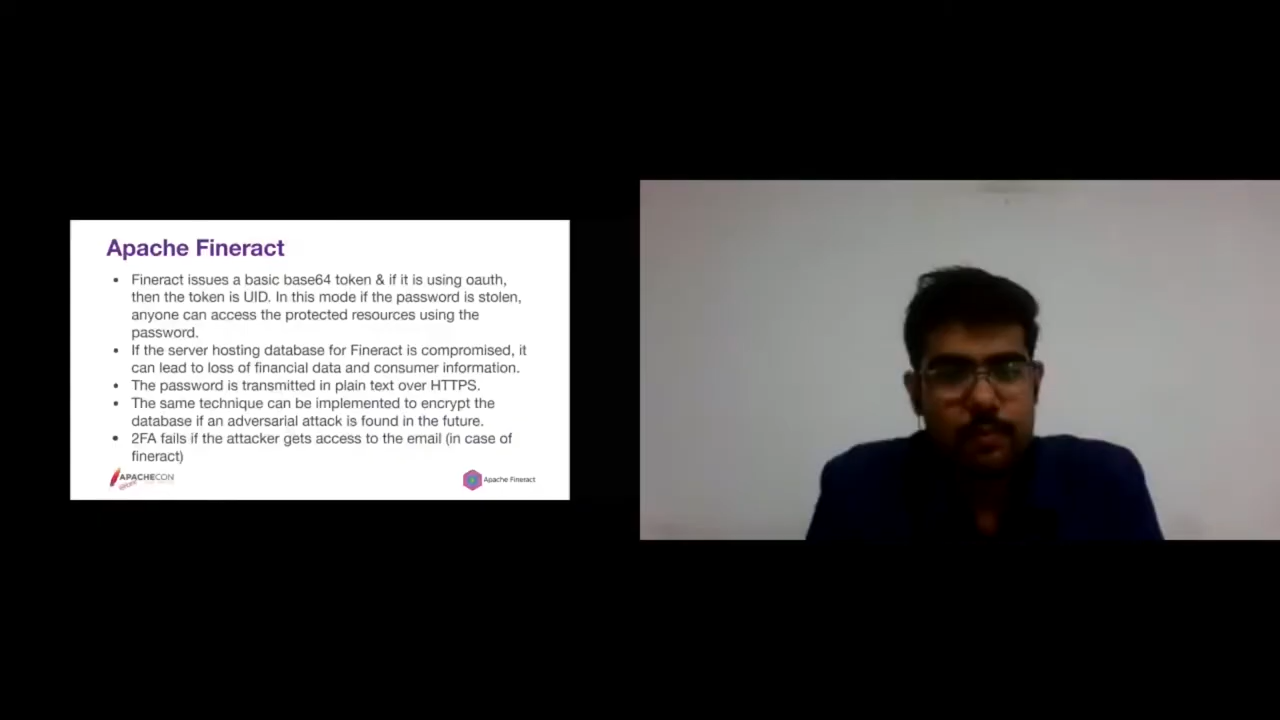 Apache Fineract
• Fineract issues a basic base64 token & if it is using oauth,
then the token is UID. In this mode if the password is stolen,
anyone can access the protected resources using the
password.
• If the server hosting database for Fineract is compromised, it
can lead to loss of financial data and consumer information.
• The password is transmitted in plain text over HTTPS.
• The same technique can be implemented to encrypt the
database if an adversarial attack is found in the future.
• 2FA fails if the attacker gets access to the email (in case of
fineract)
APACHECON
Apache Fineract